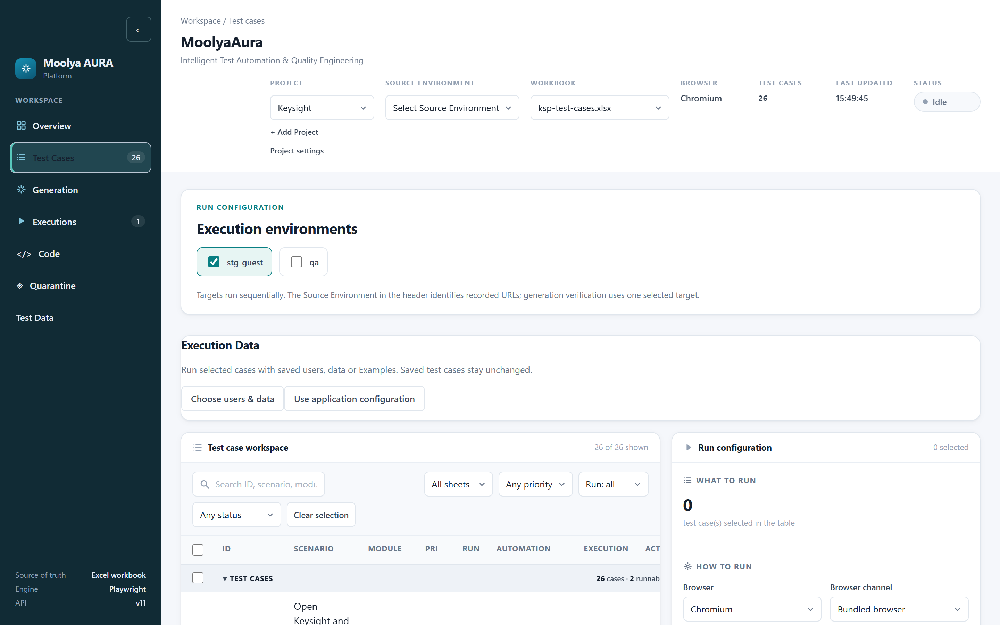 ‹
Moolya AURA
Platform
WORKSPACE
Overview
Test Cases 26
Generation
Executions 1
</> Code
Quarantine
Test Data
Source of truth Excel workbook
Engine Playwright
API v11
Workspace / Test cases
MoolyaAura
Intelligent Test Automation & Quality Engineering
PROJECT SOURCE ENVIRONMENT WORKBOOK BROWSER TEST CASES LAST UPDATED STATUS
Keysight Select Source Environment ksp-test-cases.xlsx Chromium 26 15:49:45 Idle
+ Add Project
Project settings
RUN CONFIGURATION
Execution environments
stg-guest qa
Targets run sequentially. The Source Environment in the header identifies recorded URLs; generation verification uses one selected target.
Execution Data
Run selected cases with saved users, data or Examples. Saved test cases stay unchanged.
Choose users & data Use application configuration
Test case workspace 26 of 26 shown
Search ID, scenario, modu All sheets Any priority Run: all
Any status Clear selection
ID SCENARIO MODULE PRI RUN AUTOMATION EXECUTION ACT
▼ TEST CASES 26 cases · 2 runnab
Open
Keysight and
Run configuration 0 selected
WHAT TO RUN
0
test case(s) selected in the table
HOW TO RUN
Browser Browser channel
Chromium Bundled browser